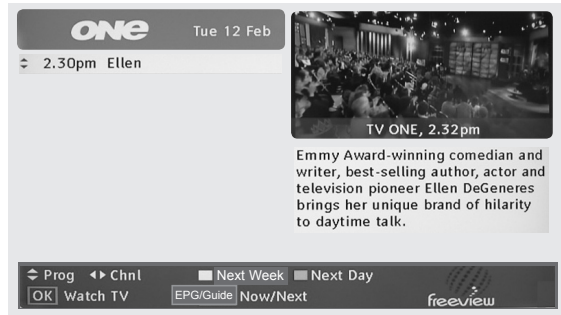 ONE Tue 12 Feb
2.30pm Ellen
TV ONE, 2.32pm
Emmy Award-winning comedian and
writer, best-selling author, actor and
television pioneer Ellen DeGeneres
brings her unique brand of hilarity
to daytime talk.
Prog Chnl Next Week Next Day
OK Watch TV EPG/Guide Now/Next
freeview